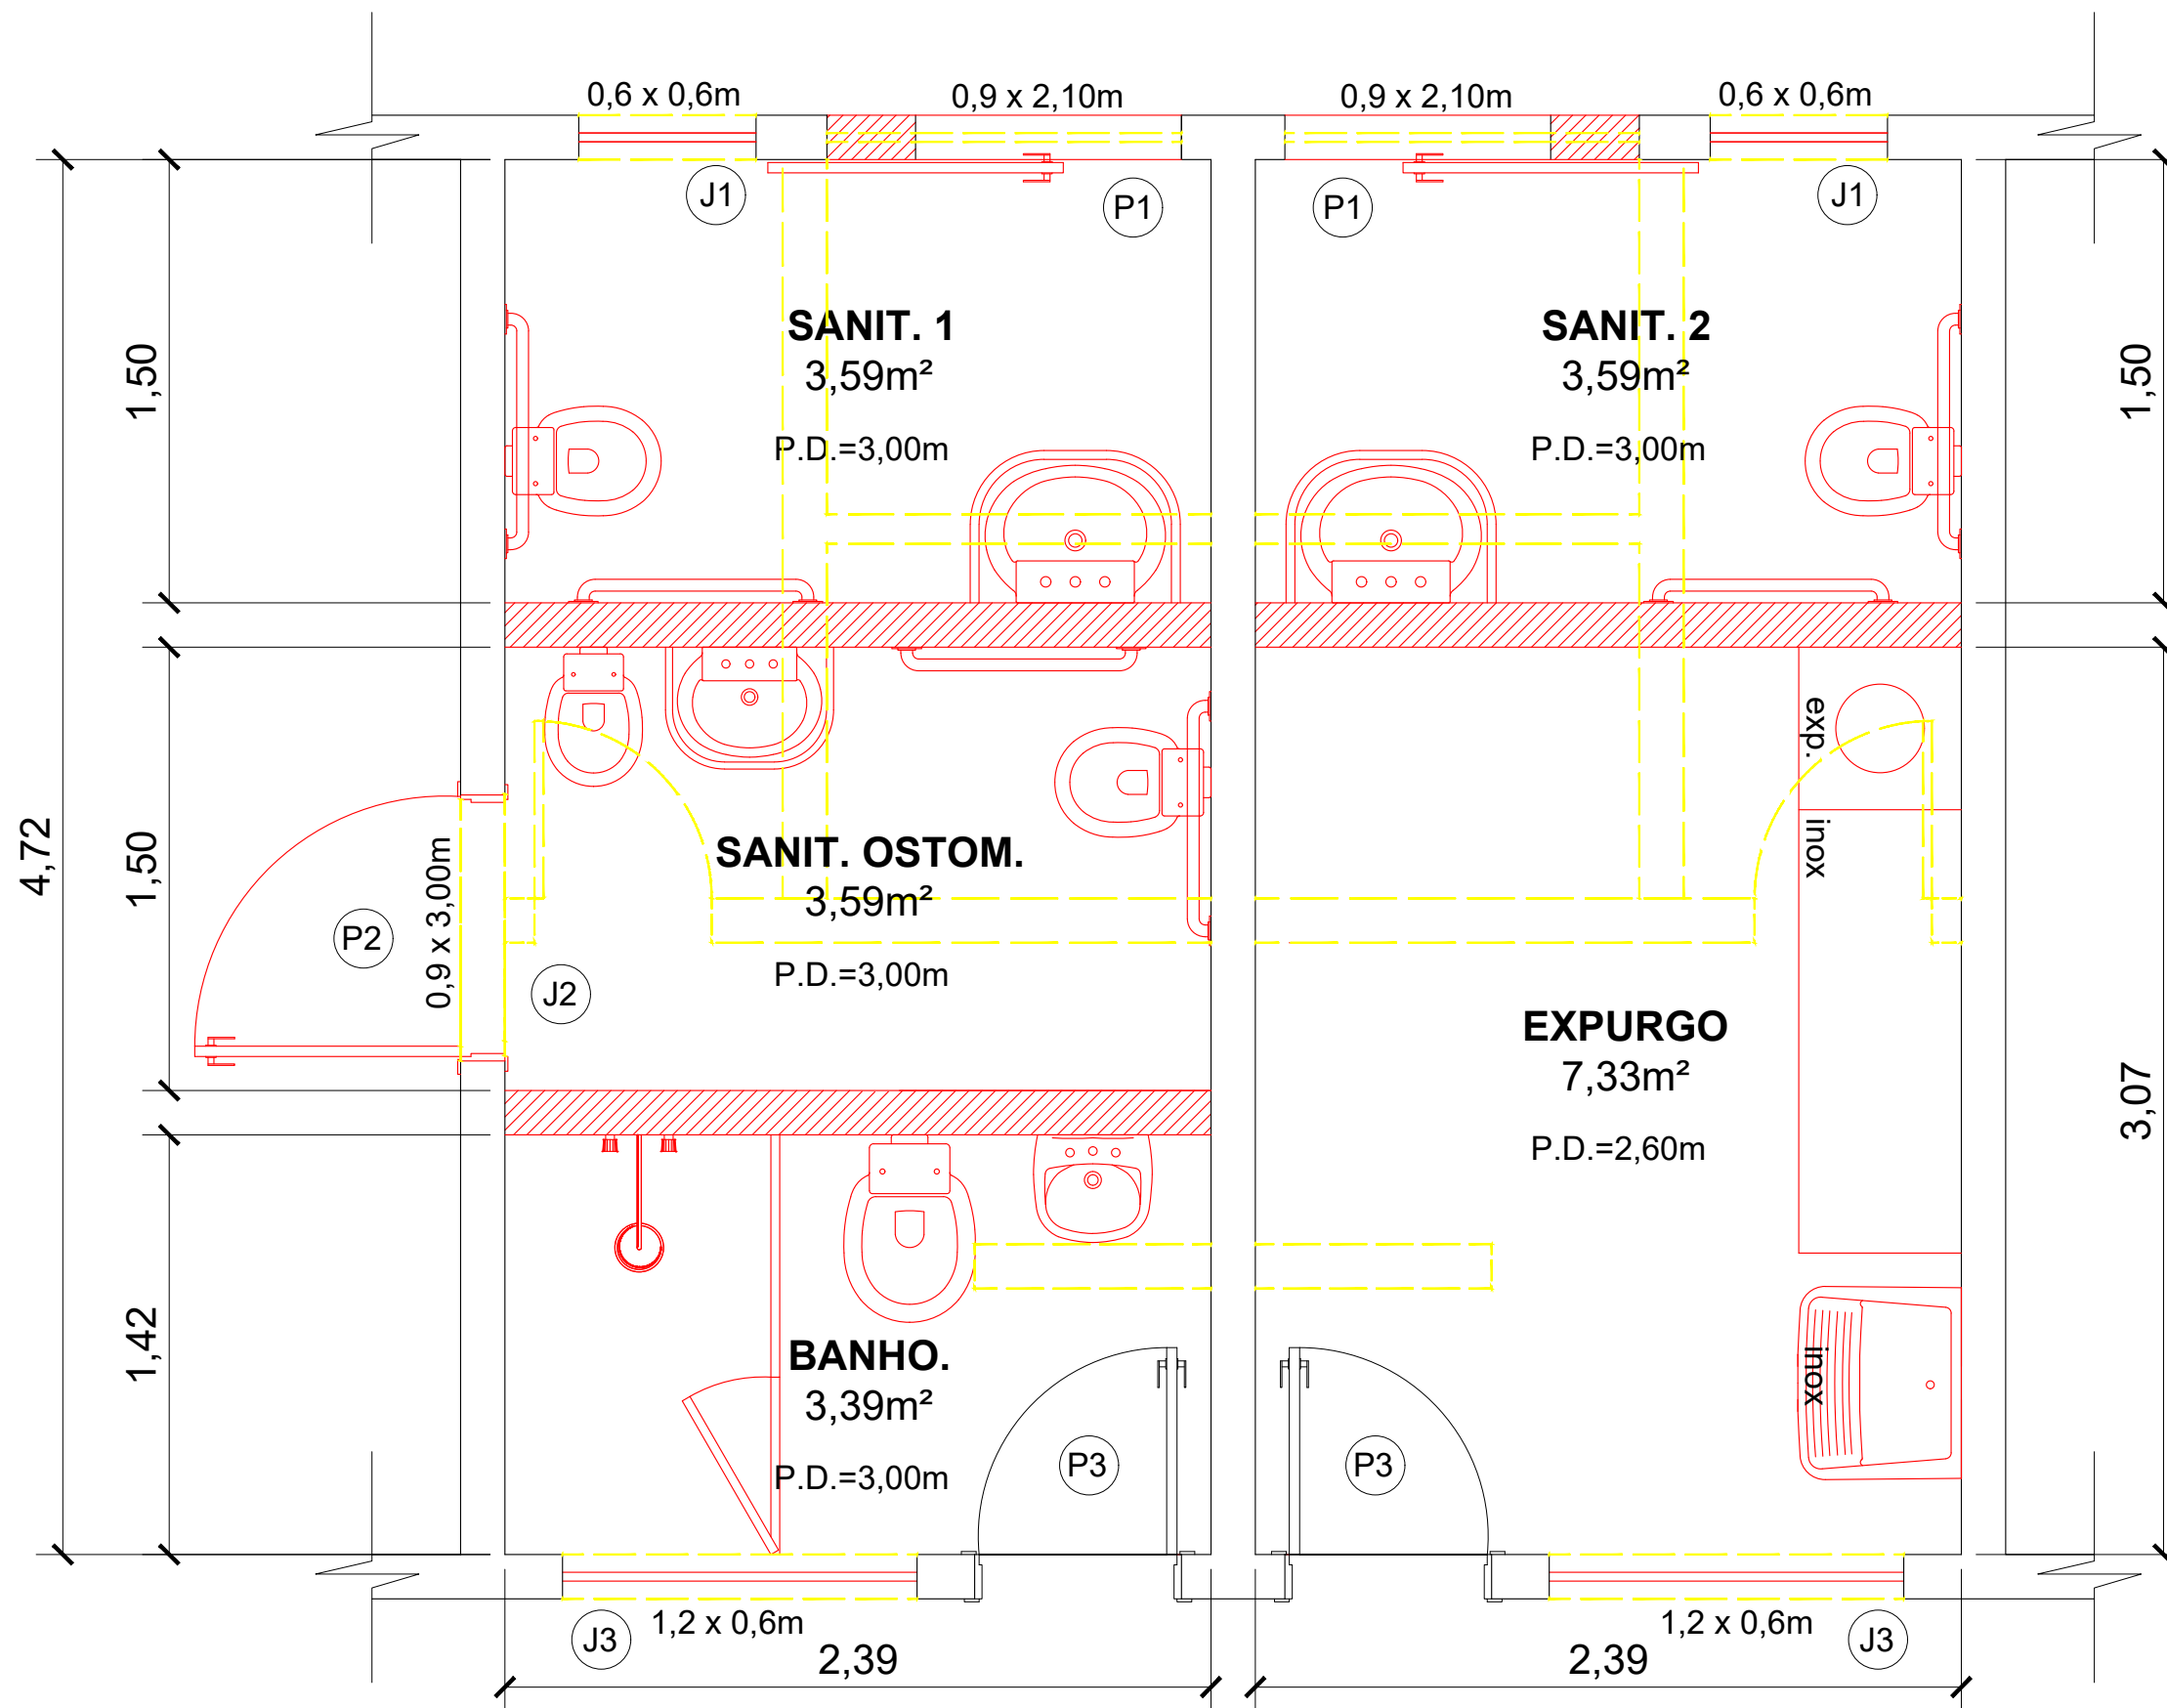 0,6 x 0,6m
0,9 x 2,10m
0,9 x 2,10m
0,6 x 0,6m
J1
P1
P1
J1
SANIT. 1
3,59m²
P.D.=3,00m
SANIT. 2
3,59m²
P.D.=3,00m
1,50
1,50
exp.
inox
4,72
1,50
0,9 x 3,00m
P2
J2
SANIT. OSTOM.
3,59m²
P.D.=3,00m
EXPURGO
7,33m²
P.D.=2,60m
3,07
1,42
BANHO.
3,39m²
P.D.=3,00m
P3
P3
inox
J3
1,2 x 0,6m
1,2 x 0,6m
J3
2,39
2,39